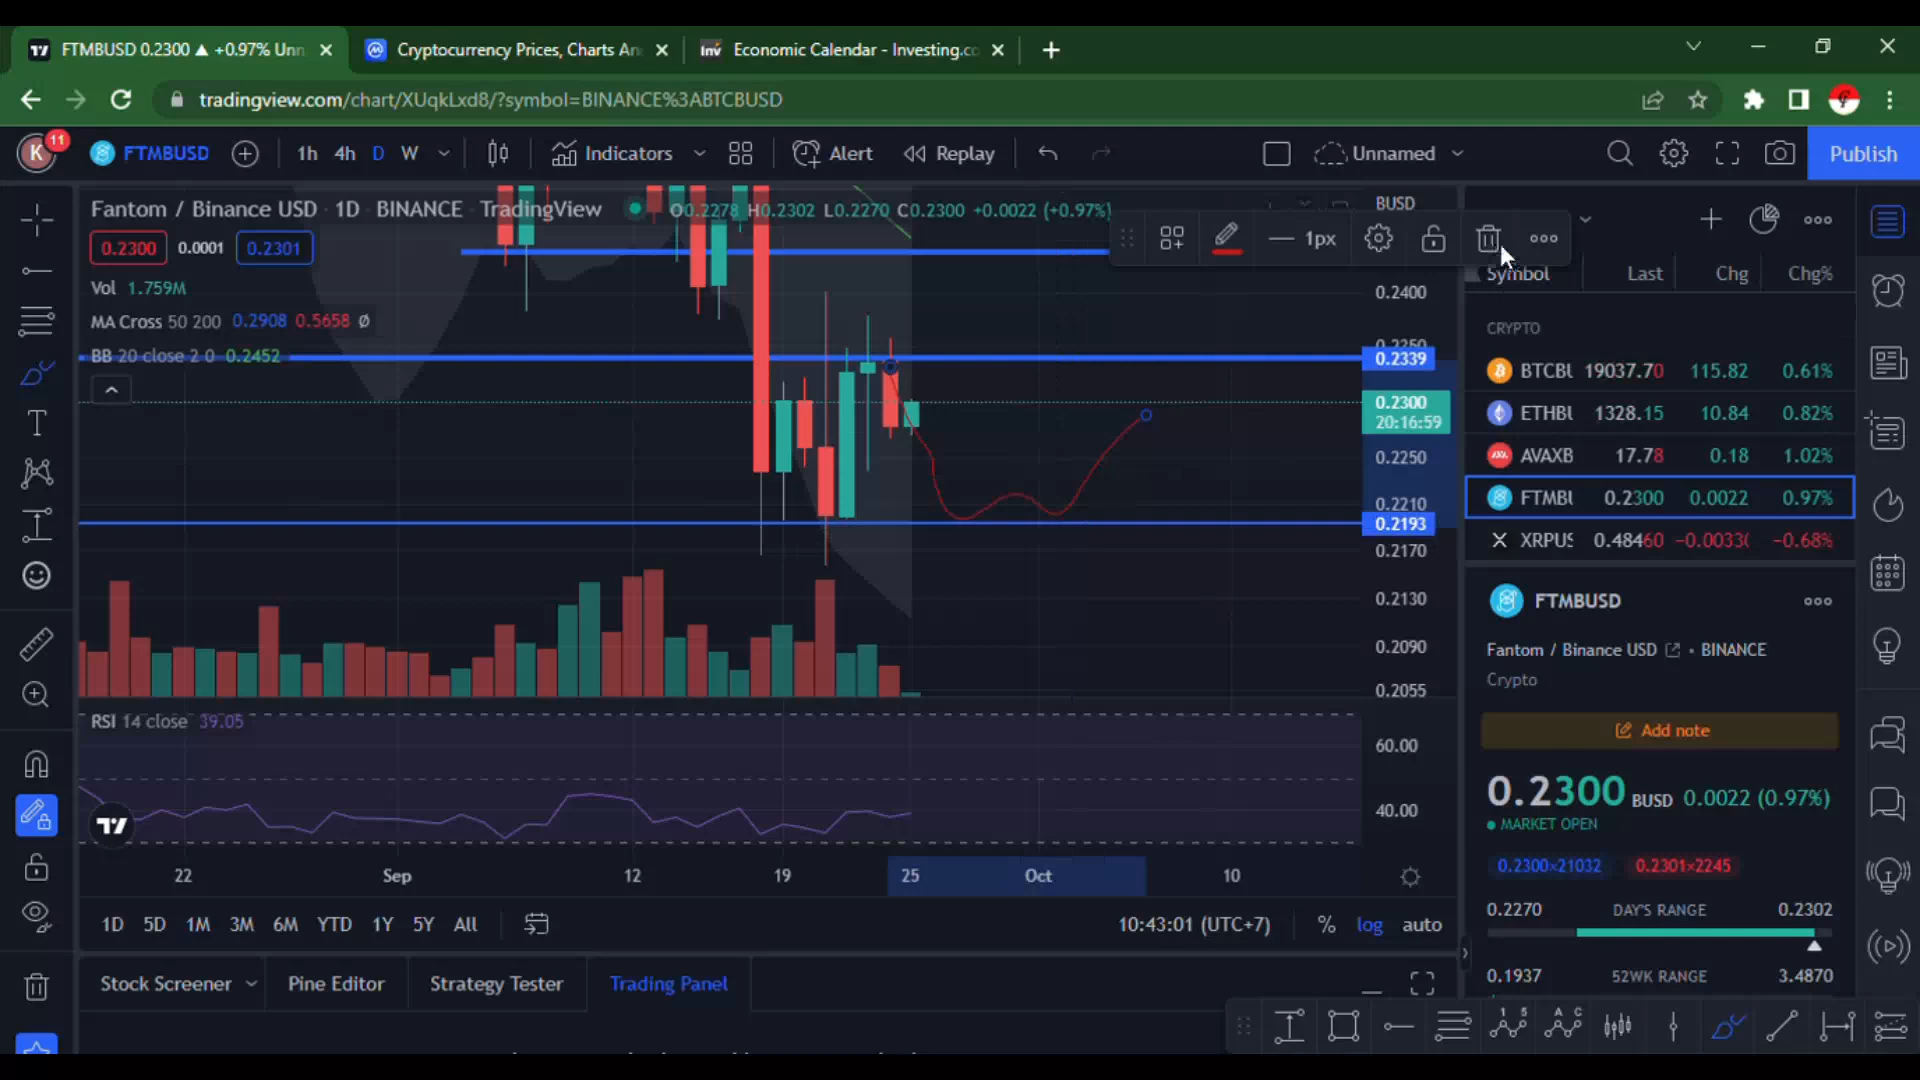 FTMBUSD 0.2300 ▲ +0.97% Unn
Cryptocurrency Prices, Charts An
Economic Calendar - Investing.co
tradingview.com/chart/XUqkLxd8/?symbol=BINANCE%3ABTCBUSD
K 11 FTMBUSD 1h 4h D W Indicators Alert Replay Unnamed Publish
Fantom / Binance USD 1D BINANCE TradingView O0.2278 H0.2302 L0.2270 C0.2300 +0.0022 (+0.97%)
BUSD
0.2300 0.0001 0.2301
1px
Vol 1.759M
MA Cross 50 200 0.2908 0.5658 Ø
BB 20 close 2 0 0.2452
0.2400
0.2339
0.2300
20:16:59
0.2250
0.2210
0.2193
0.2170
0.2130
0.2090
0.2055
RSI 14 close 39.05
60.00
40.00
22 Sep 12 19 25 Oct 10
1D 5D 1M 3M 6M YTD 1Y 5Y All 10:43:01 (UTC+7) % log auto
Stock Screener Pine Editor Strategy Tester Trading Panel
Symbol Last Chg Chg%
CRYPTO
BTCBU 19037.70 115.82 0.61%
ETHBU 1328.15 10.84 0.82%
AVAXB 17.78 0.18 1.02%
FTMBU 0.2300 0.0022 0.97%
XRPUS 0.48460 −0.0033 −0.68%
FTMBUSD
Fantom / Binance USD • BINANCE
Crypto
Add note
0.2300 BUSD 0.0022 (0.97%)
MARKET OPEN
0.2300×21032 0.2301×2245
0.2270 DAY'S RANGE 0.2302
0.1937 52WK RANGE 3.4870